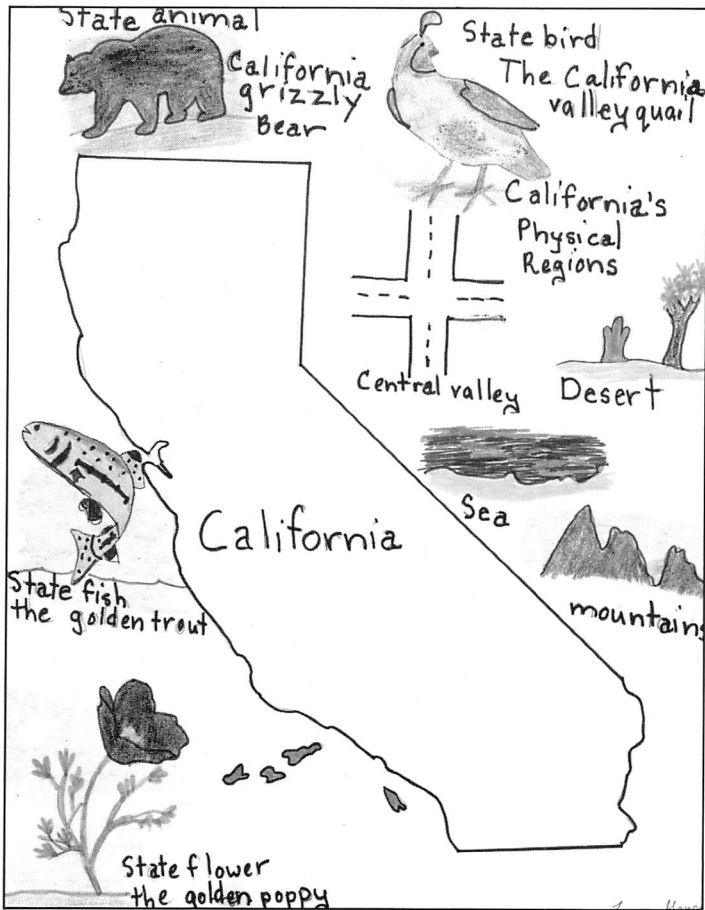 State animal
California
grizzly
Bear
State bird
The California
valley quail
California's
Physical
Regions
Central valley
Desert
Sea
mountains
California
State fish
the golden trout
State flower
the golden poppy